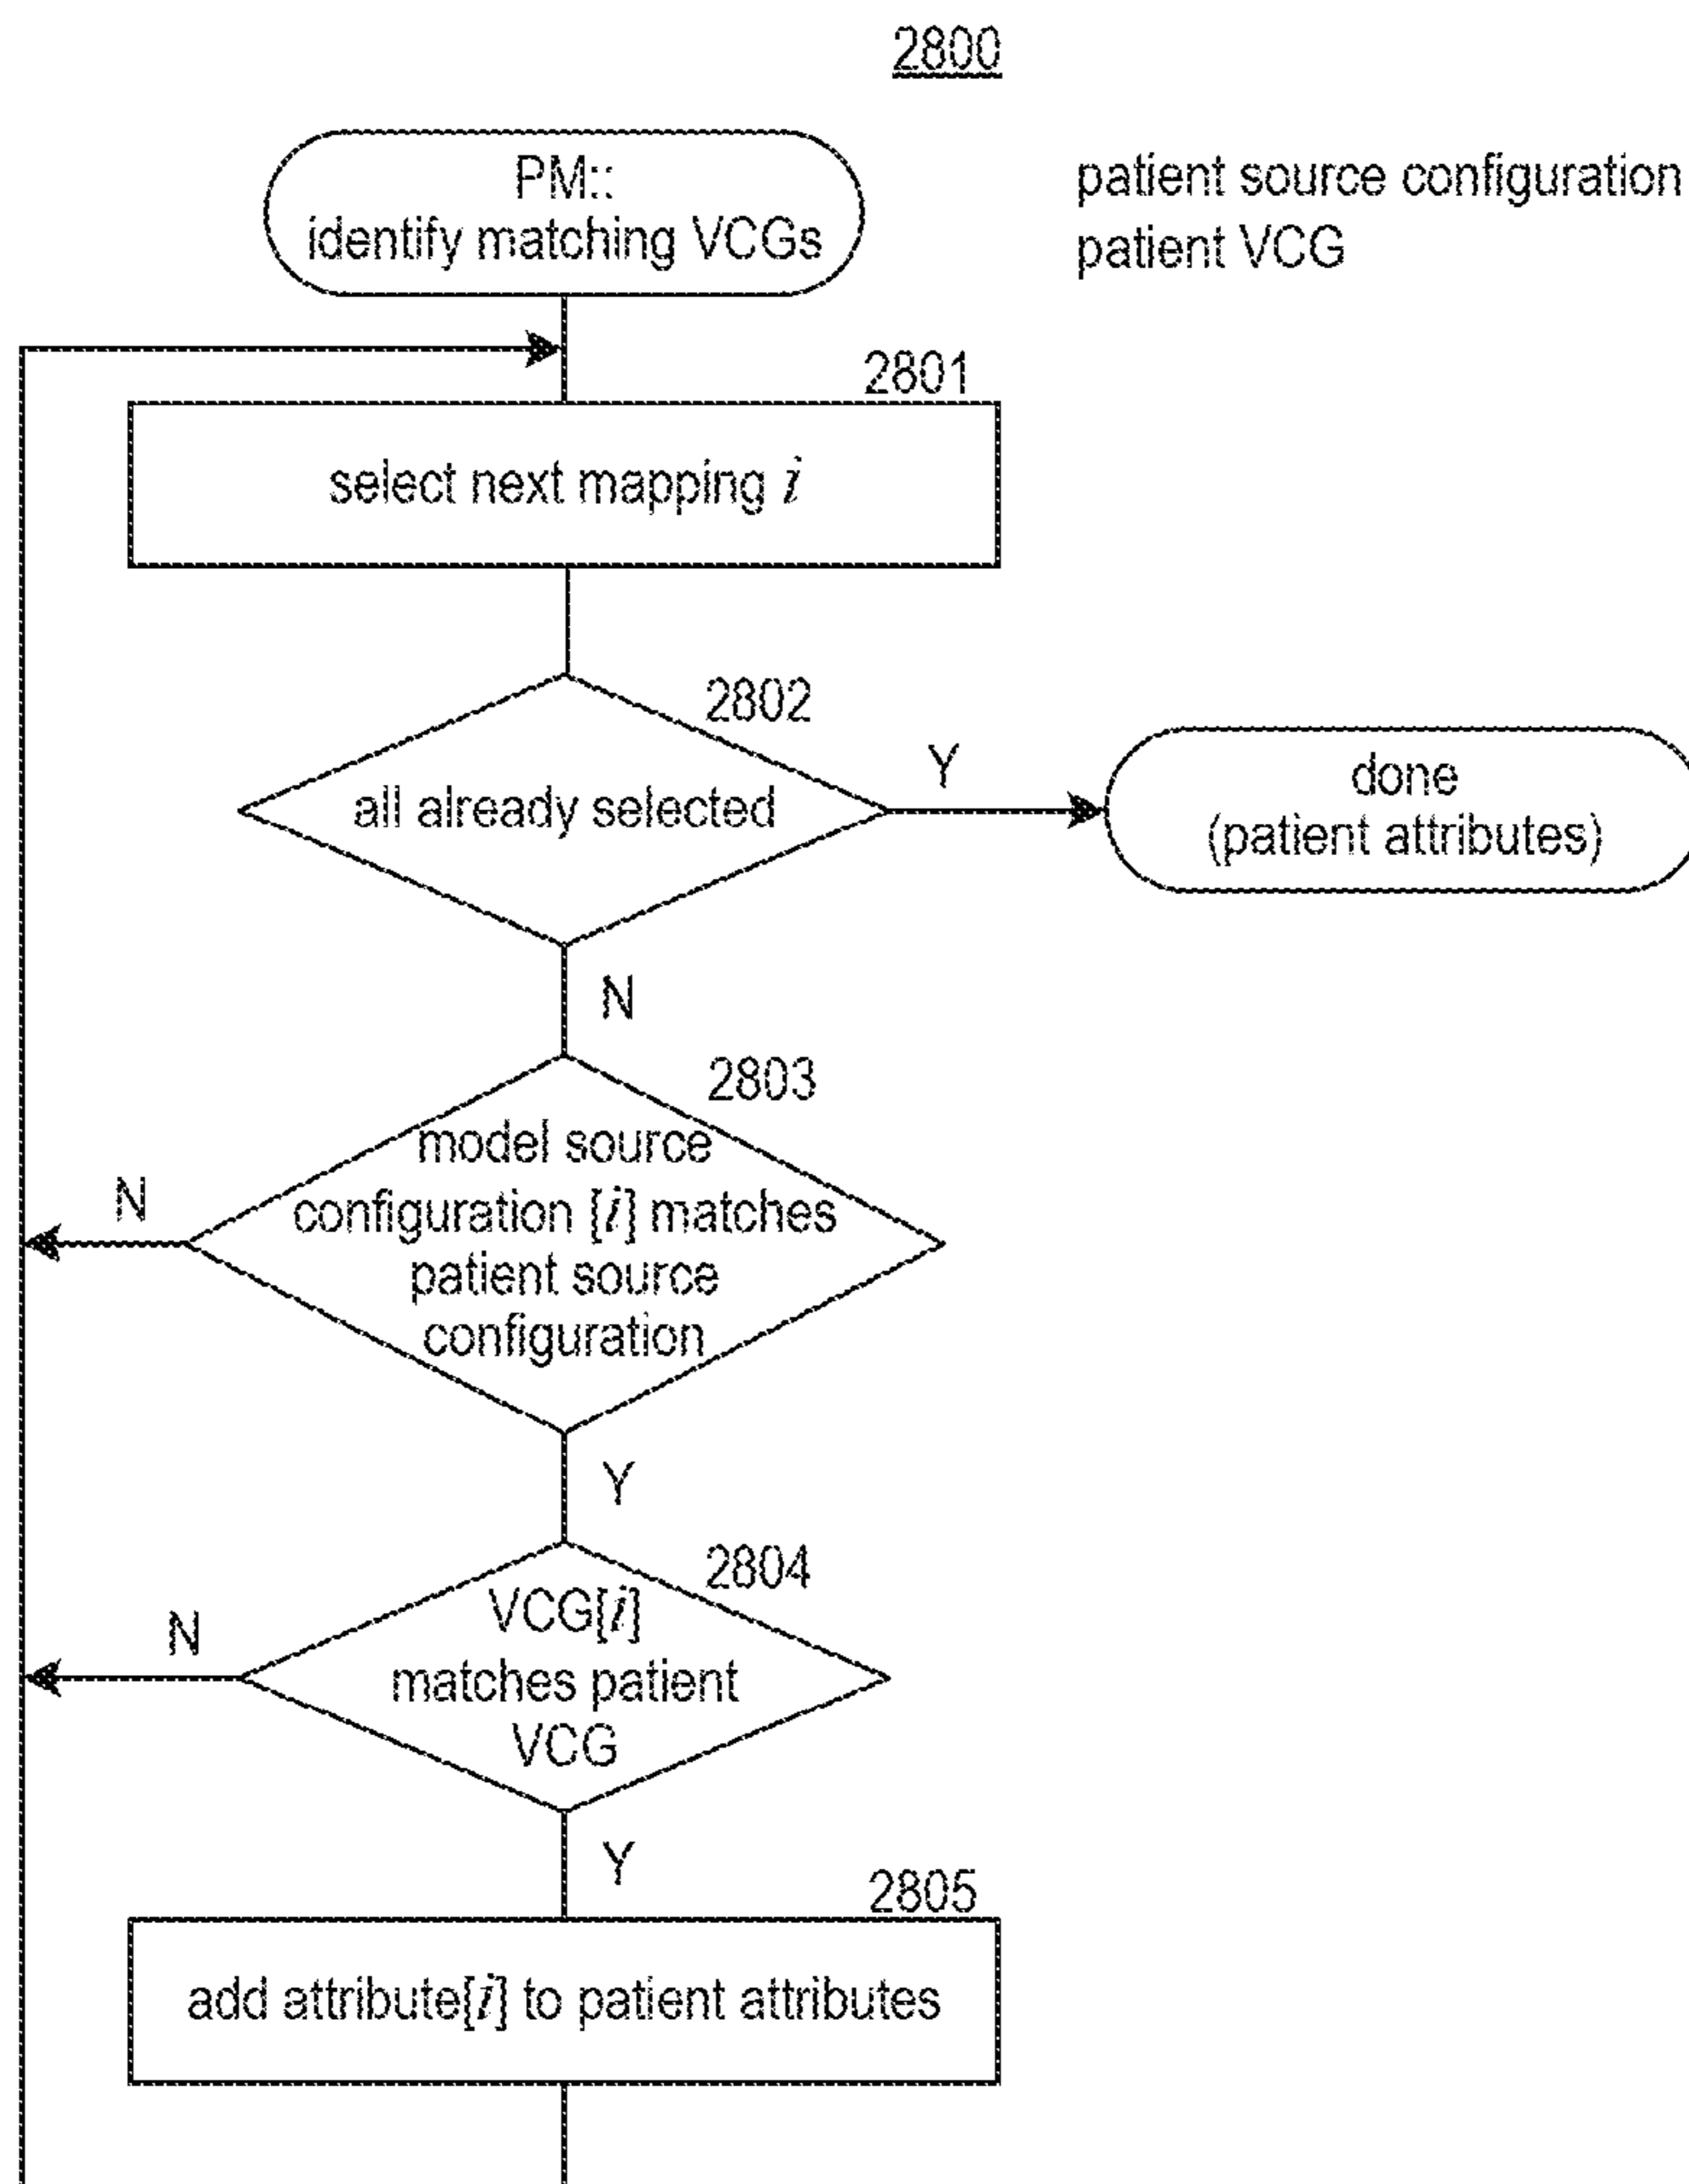 2800
PM::
identify matching VCGs
patient source configuration
patient VCG
2801
select next mapping i
2802
all already selected
Y
done
(patient attributes)
N
2803
model source
configuration [i] matches
patient source
configuration
N
Y
2804
VCG[i]
matches patient
VCG
N
Y
2805
add attribute[i] to patient attributes